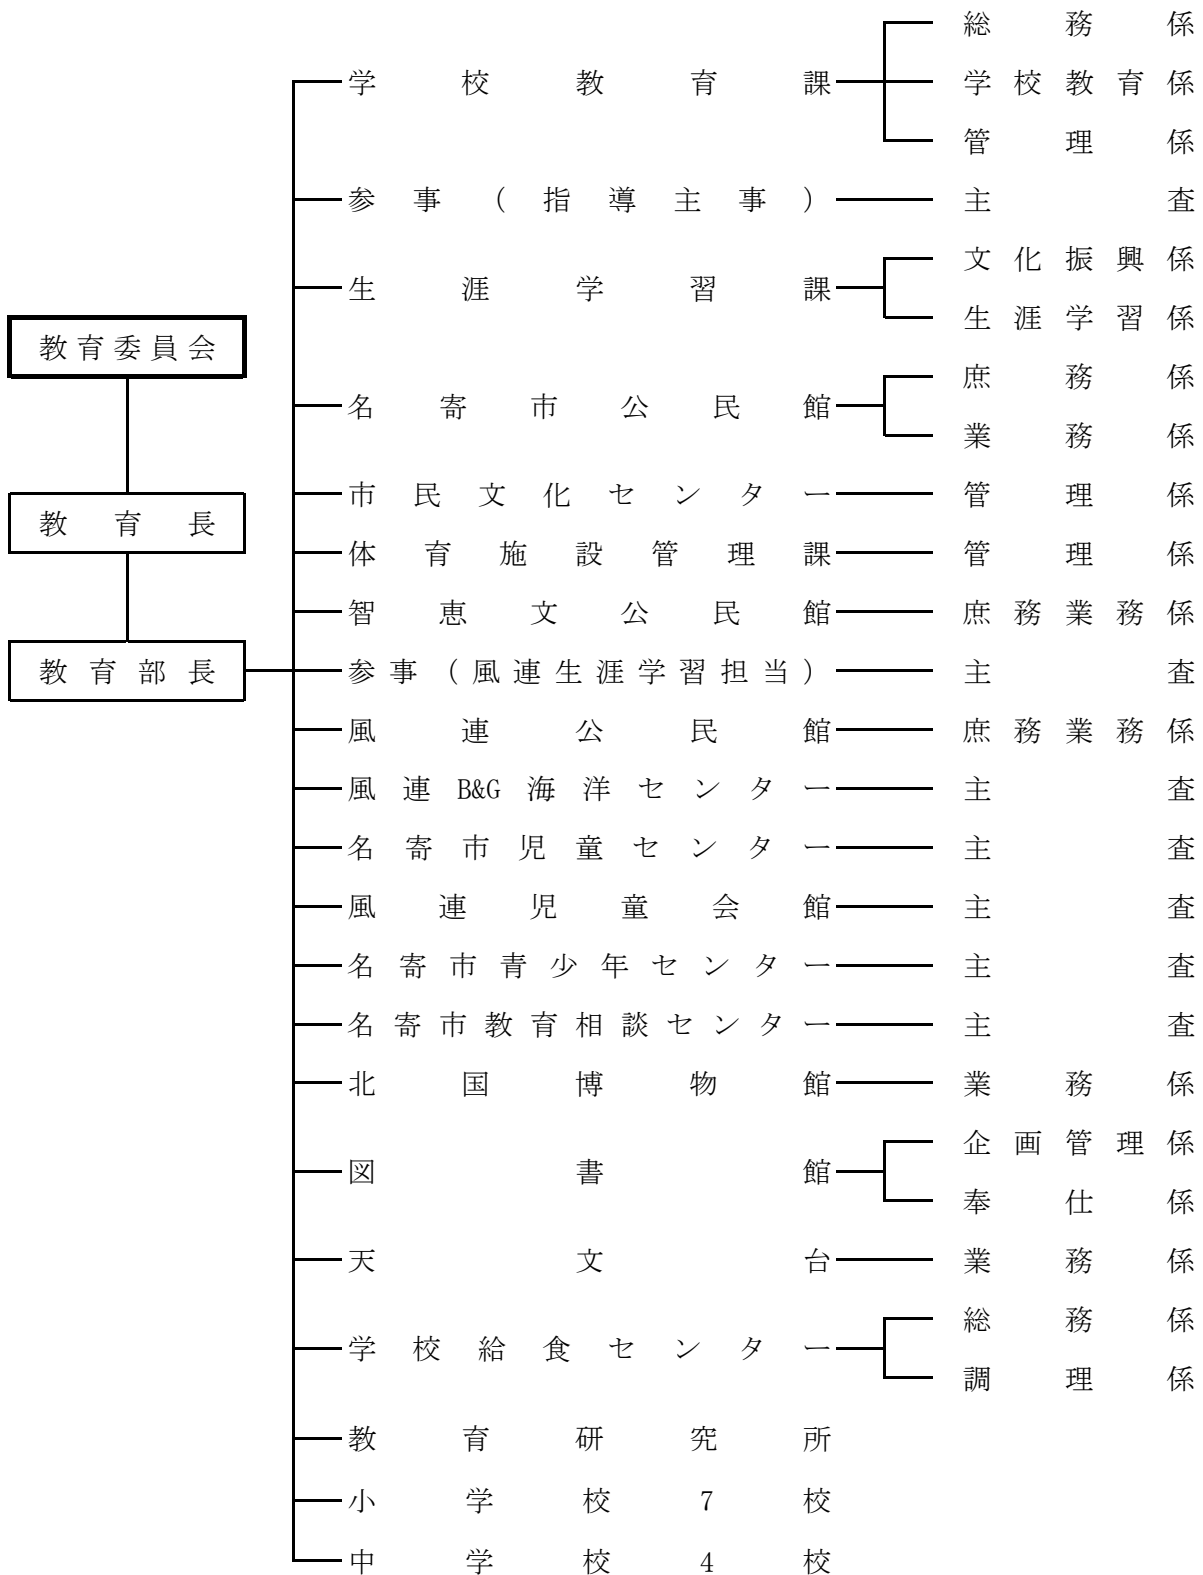 総務係
学校教育課 学校教育係
管理係
参事(指導主事) 主査
文化振興係
生涯学習課
生涯学習係
教育委員会
庶務係
名寄市公民館
業務係
市民文化センター 管理係
教育長
体育施設管理課 管理係
智恵文公民館 庶務業務係
教育部長 参事(風連生涯学習担当) 主査
風連公民館 庶務業務係
風連B&G海洋センター 主査
名寄市児童センター 主査
風連児童会館 主査
名寄市青少年センター 主査
名寄市教育相談センター 主査
北国博物館 業務係
企画管理係
図書館
奉仕係
天文台 業務係
総務係
学校給食センター
調理係
教育研究所
小学校7校
中学校4校